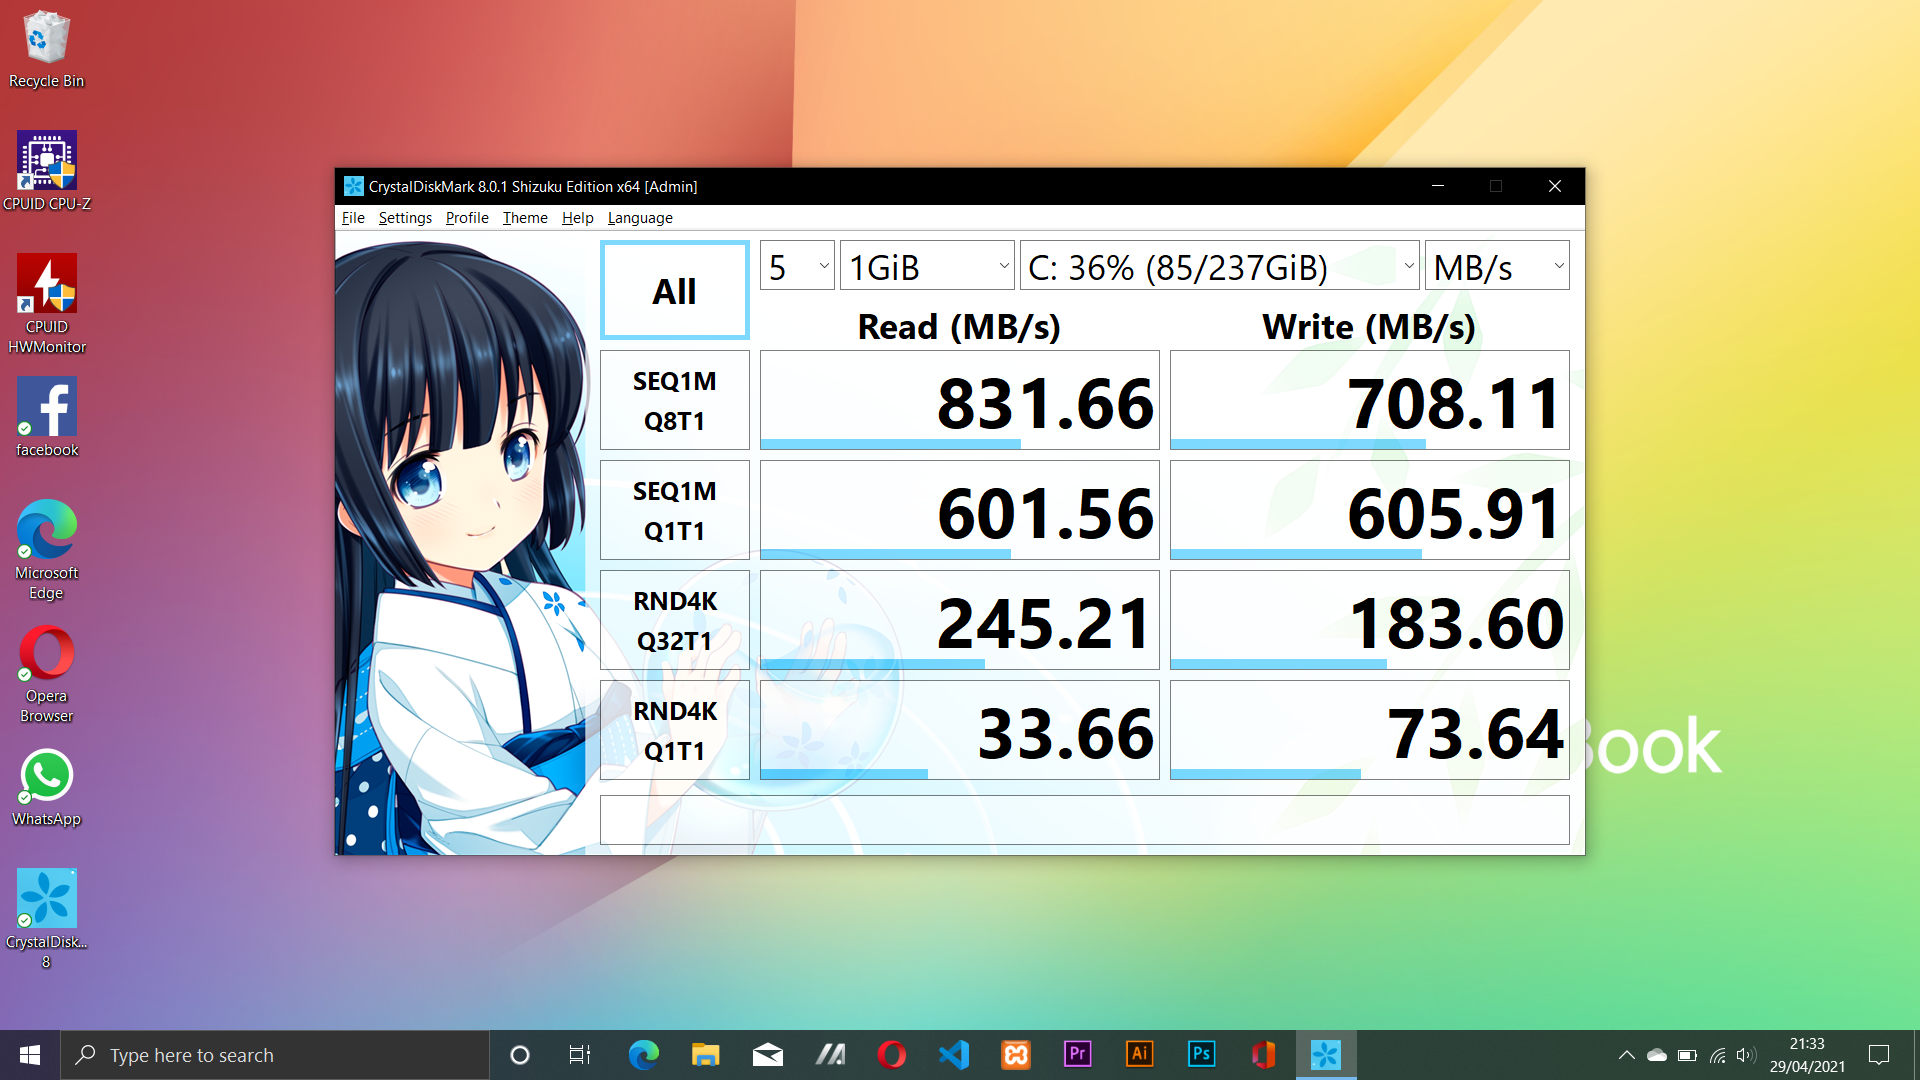 Recycle Bin
CPUID CPU-Z
CPUID
HWMonitor
facebook
Microsoft
Edge
Opera
Browser
WhatsApp
CrystalDisk...
8
CrystalDiskMark 8.0.1 Shizuku Edition x64 [Admin]
File Settings Profile Theme Help Language
All
5 1GiB C: 36% (85/237GiB) MB/s
Read (MB/s) Write (MB/s)
SEQ1M
Q8T1
831.66 708.11
SEQ1M
Q1T1
601.56 605.91
RND4K
Q32T1
245.21 183.60
RND4K
Q1T1
33.66 73.64
Book
Type here to search
Pr Ai Ps
21:33
29/04/2021